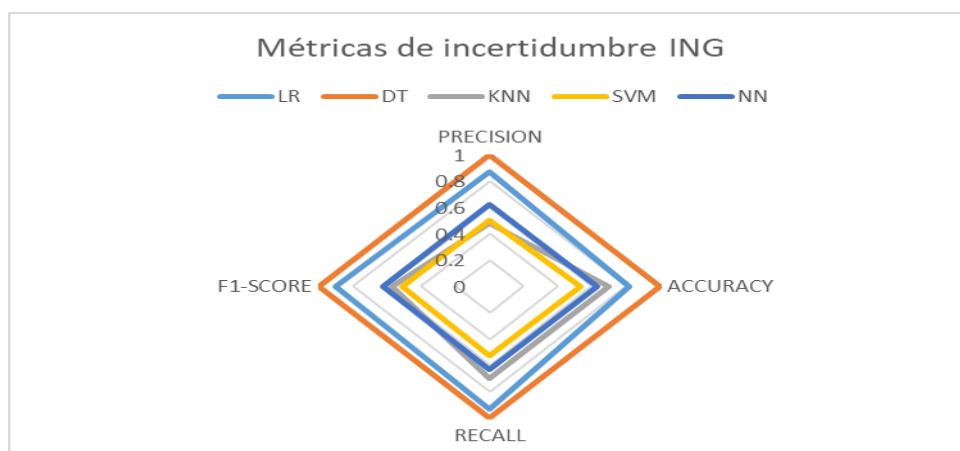 Métricas de incertidumbre ING
LR DT KNN SVM NN
PRECISION
1
0.8
0.6
0.4
0.2
0
F1-SCORE
ACCURACY
RECALL